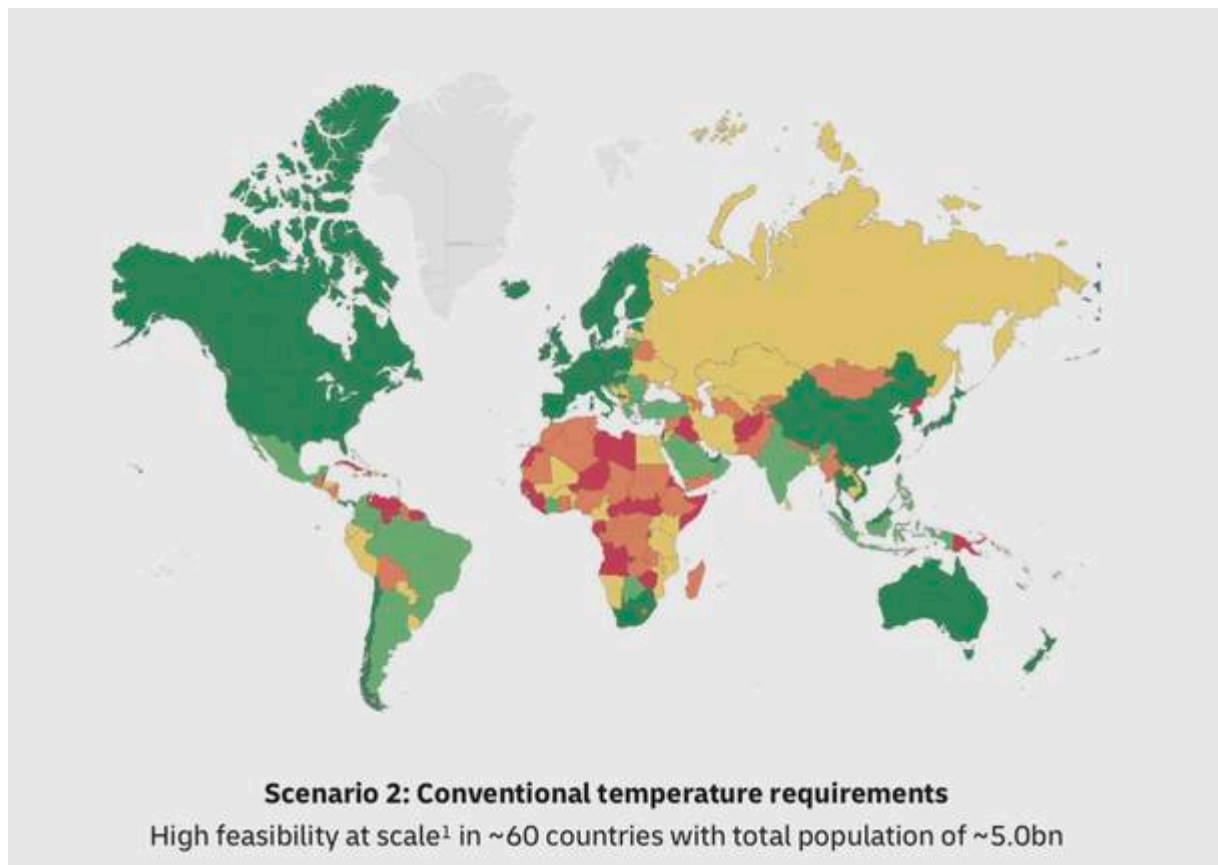 Scenario 2: Conventional temperature requirements
High feasibility at scale¹ in ~60 countries with total population of ~5.0bn